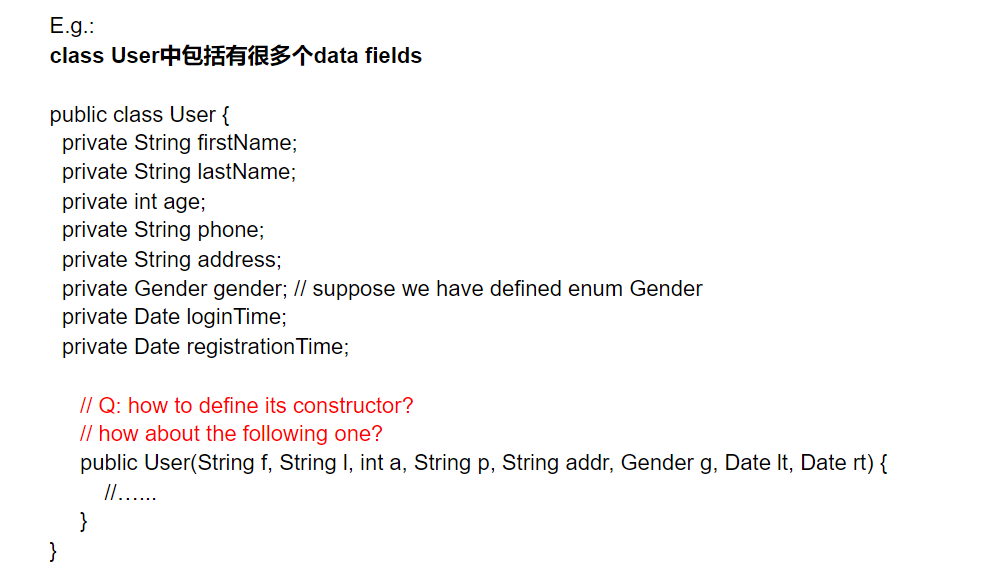 E.g.:
class User中包括有很多个data fields
public class User {
private String firstName;
private String lastName;
private int age;
private String phone;
private String address;
private Gender gender; // suppose we have defined enum Gender
private Date loginTime;
private Date registrationTime;
// Q: how to define its constructor?
// how about the following one?
public User(String f, String l, int a, String p, String addr, Gender g, Date lt, Date rt) {
//…...
}
}